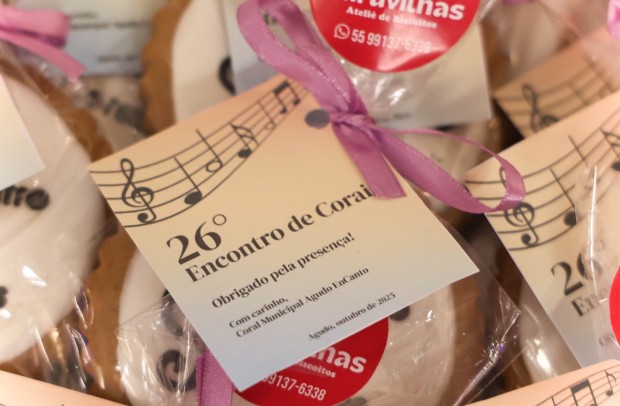 Ateliê de Biscoitos
55 99137-6338
26°
Encontro de Corai
Obrigado pela presença!
Com carinho,
Coral Municipal Agudo EnCanto
Agudo, outubro de 2025
99137-6338
26°